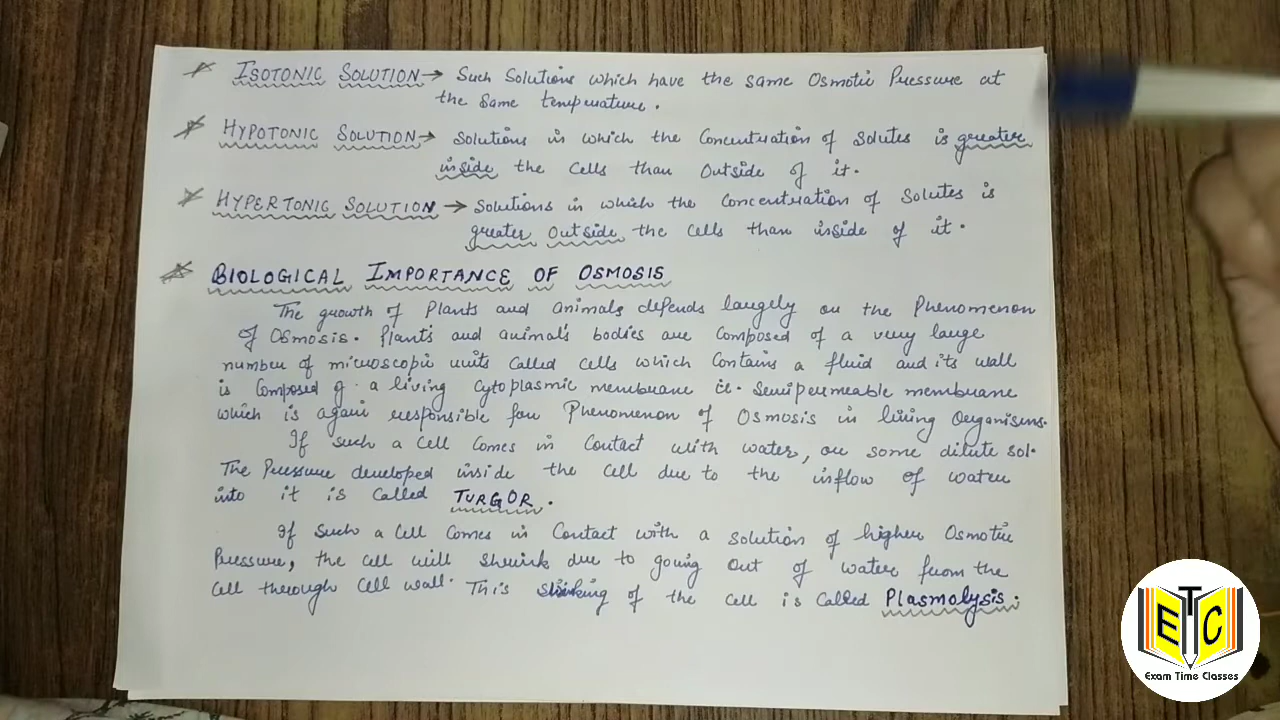 ISOTONIC SOLUTION → Such Solutions which have the same Osmotic Pressure at
the same temperature.
HYPOTONIC SOLUTION → Solutions in which the Concentration of Solutes is greater
inside the Cells than Outside of it.
HYPERTONIC SOLUTION → Solutions in which the Concentration of Solutes is
greater outside the cells than inside of it.
BIOLOGICAL IMPORTANCE OF OSMOSIS
The growth of Plants and animals depends largely on the Phenomenon
of Osmosis. Plants and animal's bodies are Composed of a very large
number of microscopic units Called Cells which Contains a fluid and its wall
is Composed of a living Cytoplasmic membrane i.e. Semipermeable membrane
which is again responsible for Phenomenon of Osmosis in living Organisms.
If such a Cell Comes in Contact with water, or some dilute sol.
The Pressure developed inside the Cell due to the inflow of water
into it is Called TURGOR.
If Such a Cell Comes in Contact with a Solution of higher Osmotic
Pressure, the Cell will Shrink due to going Out of water from the
Cell through Cell wall. This of the Cell is Called Plasmolysis.
ETC
Exam Time Classes